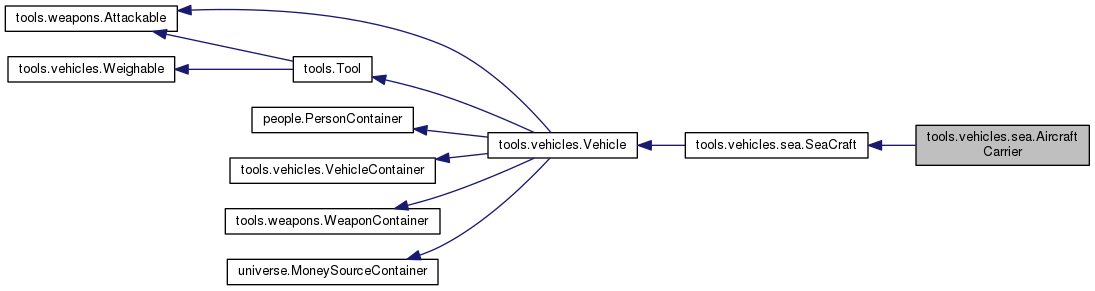 tools.weapons.Attackable
tools.vehicles.Weighable
tools.Tool
people.PersonContainer
tools.vehicles.VehicleContainer
tools.weapons.WeaponContainer
universe.MoneySourceContainer
tools.vehicles.Vehicle
tools.vehicles.sea.SeaCraft
tools.vehicles.sea.Aircraft
Carrier